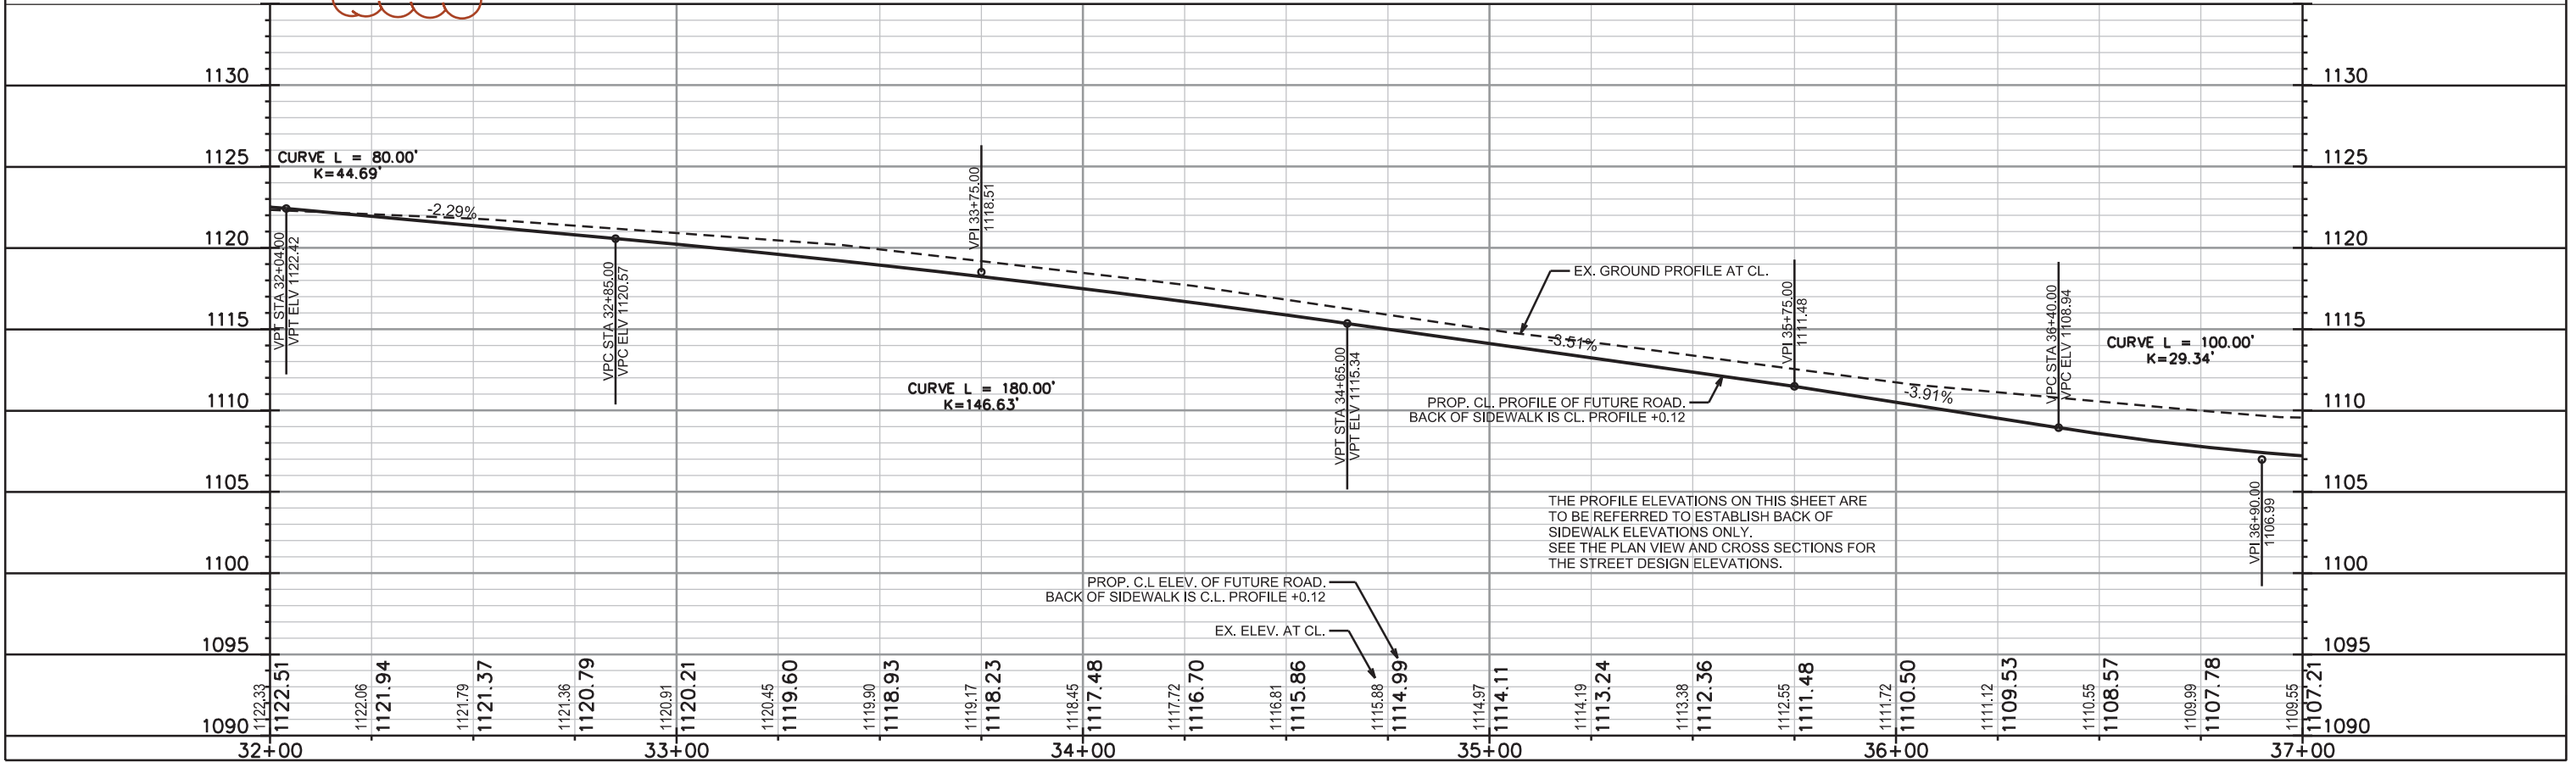 1130
1130
1125
1125
CURVE L = 80.00'
K=44.69'
-2.29%
VPT STA 32+04.00
VPT ELV 1122.42
VPC STA 32+85.00
VPC ELV 1120.57
VPI 33+75.00
1118.51
1120
1120
EX. GROUND PROFILE AT CL.
1115
1115
-3.51%
VPI 35+75.00
1111.48
VPC STA 36+40.00
VPC ELV 1108.94
CURVE L = 100.00'
K=29.34'
CURVE L = 180.00'
K=146.63'
VPT STA 34+65.00
VPT ELV 1115.34
PROP. CL. PROFILE OF FUTURE ROAD.
BACK OF SIDEWALK IS CL. PROFILE +0.12
-3.91%
1110
1110
1105
1105
THE PROFILE ELEVATIONS ON THIS SHEET ARE
TO BE REFERRED TO ESTABLISH BACK OF
SIDEWALK ELEVATIONS ONLY.
SEE THE PLAN VIEW AND CROSS SECTIONS FOR
THE STREET DESIGN ELEVATIONS.
VPI 36+90.00
1106.99
1100
1100
PROP. C.L ELEV. OF FUTURE ROAD.
BACK OF SIDEWALK IS C.L. PROFILE +0.12
EX. ELEV. AT CL.
1095
1095
1122.33
1122.51
1122.06
1121.94
1121.79
1121.37
1121.36
1120.79
1120.91
1120.21
1120.45
1119.60
1119.90
1118.93
1119.17
1118.23
1118.45
1117.48
1117.72
1116.70
1116.81
1115.86
1115.88
1114.999
1114.97
1114.11
1114.19
1113.24
1113.38
1112.36
1112.55
1111.48
1111.72
1110.50
1111.12
1109.53
1110.55
1108.57
1109.99
1107.78
1109.55
1107.21
1090
1090
32+00
33+00
34+00
35+00
36+00
37+00